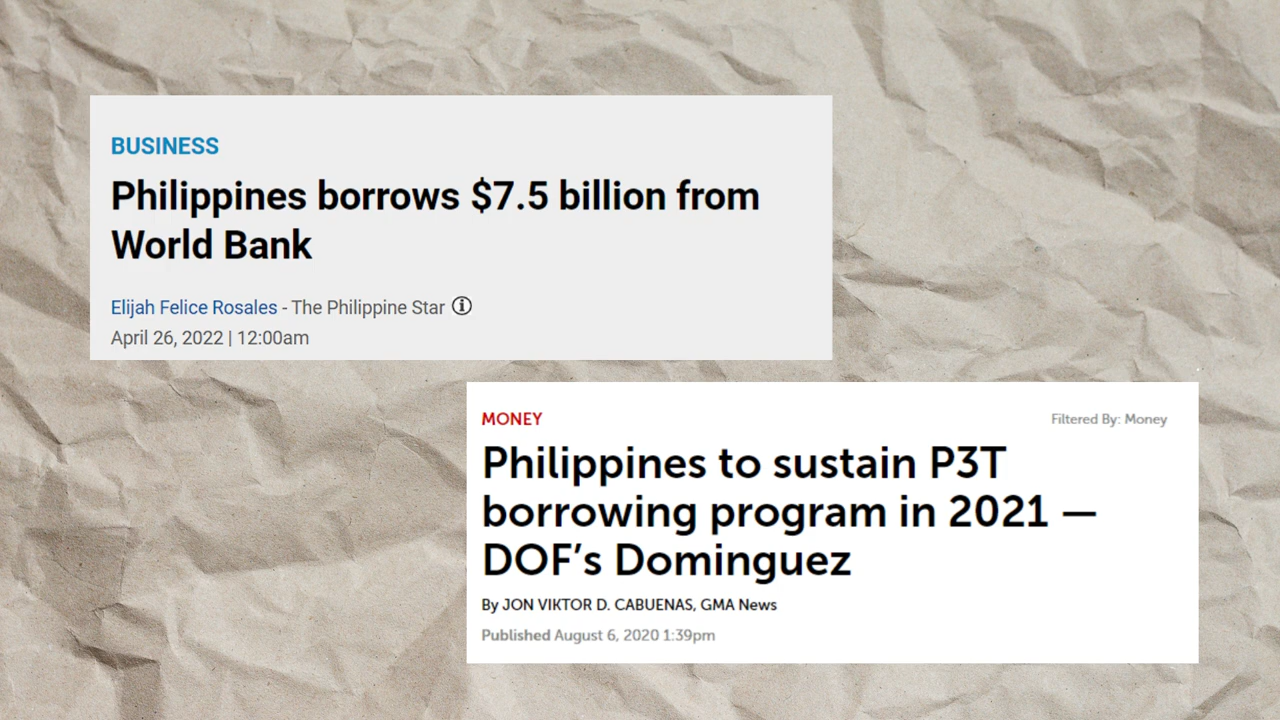 BUSINESS
Philippines borrows $7.5 billion from
World Bank
Elijah Felice Rosales - The Philippine Star
April 26, 2022 | 12:00am
MONEY
Filtered By: Money
Philippines to sustain P3T
borrowing program in 2021 —
DOF’s Dominguez
By JON VIKTOR D. CABUENAS, GMA News
Published August 6, 2020 1:39pm